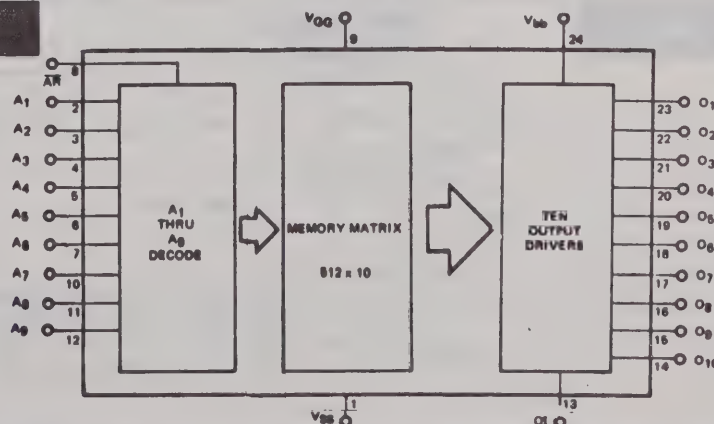 VGG
Vbb
9
24
8
AR
A1
2
A2
3
A3
4
A4
5
A5
6
A6
7
A7
10
A8
11
A9
12
A1
THRU
A9
DECODE
MEMORY MATRIX
512 x 10
TEN
OUTPUT
DRIVERS
23 O1
22 O2
21 O3
20 O4
19 O5
18 O6
17 O7
16 O8
15 O9
14 O10
1
VSS
13